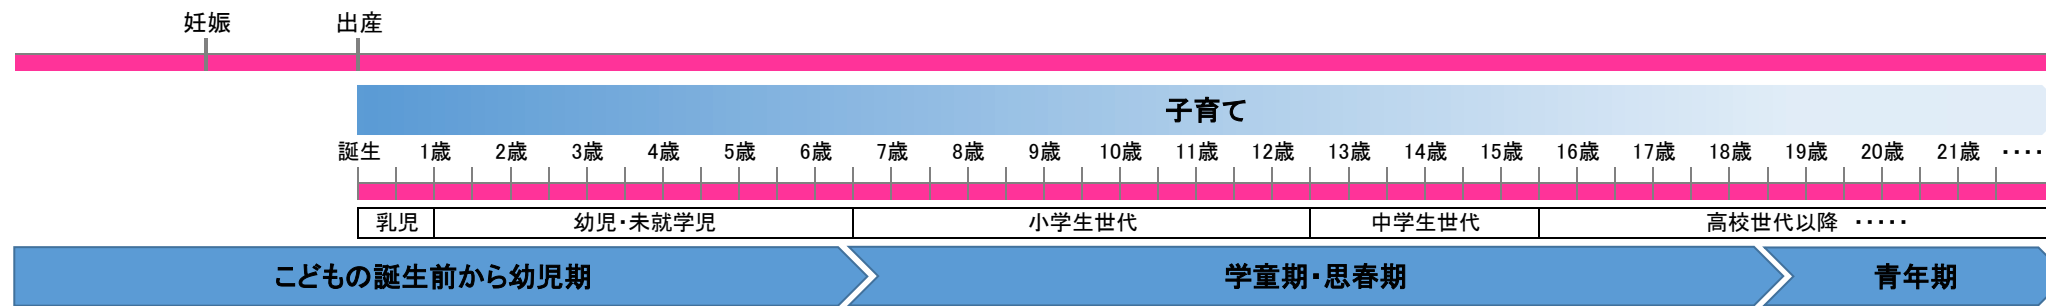 妊娠 出産
子育て
誕生 1歳 2歳 3歳 4歳 5歳 6歳 7歳 8歳 9歳 10歳 11歳 12歳 13歳 14歳 15歳 16歳 17歳 18歳 19歳 20歳 21歳 ････
乳児 幼児・未就学児 小学生世代 中学生世代 高校世代以降 ･････
こどもの誕生前から幼児期 学童期・思春期 青年期